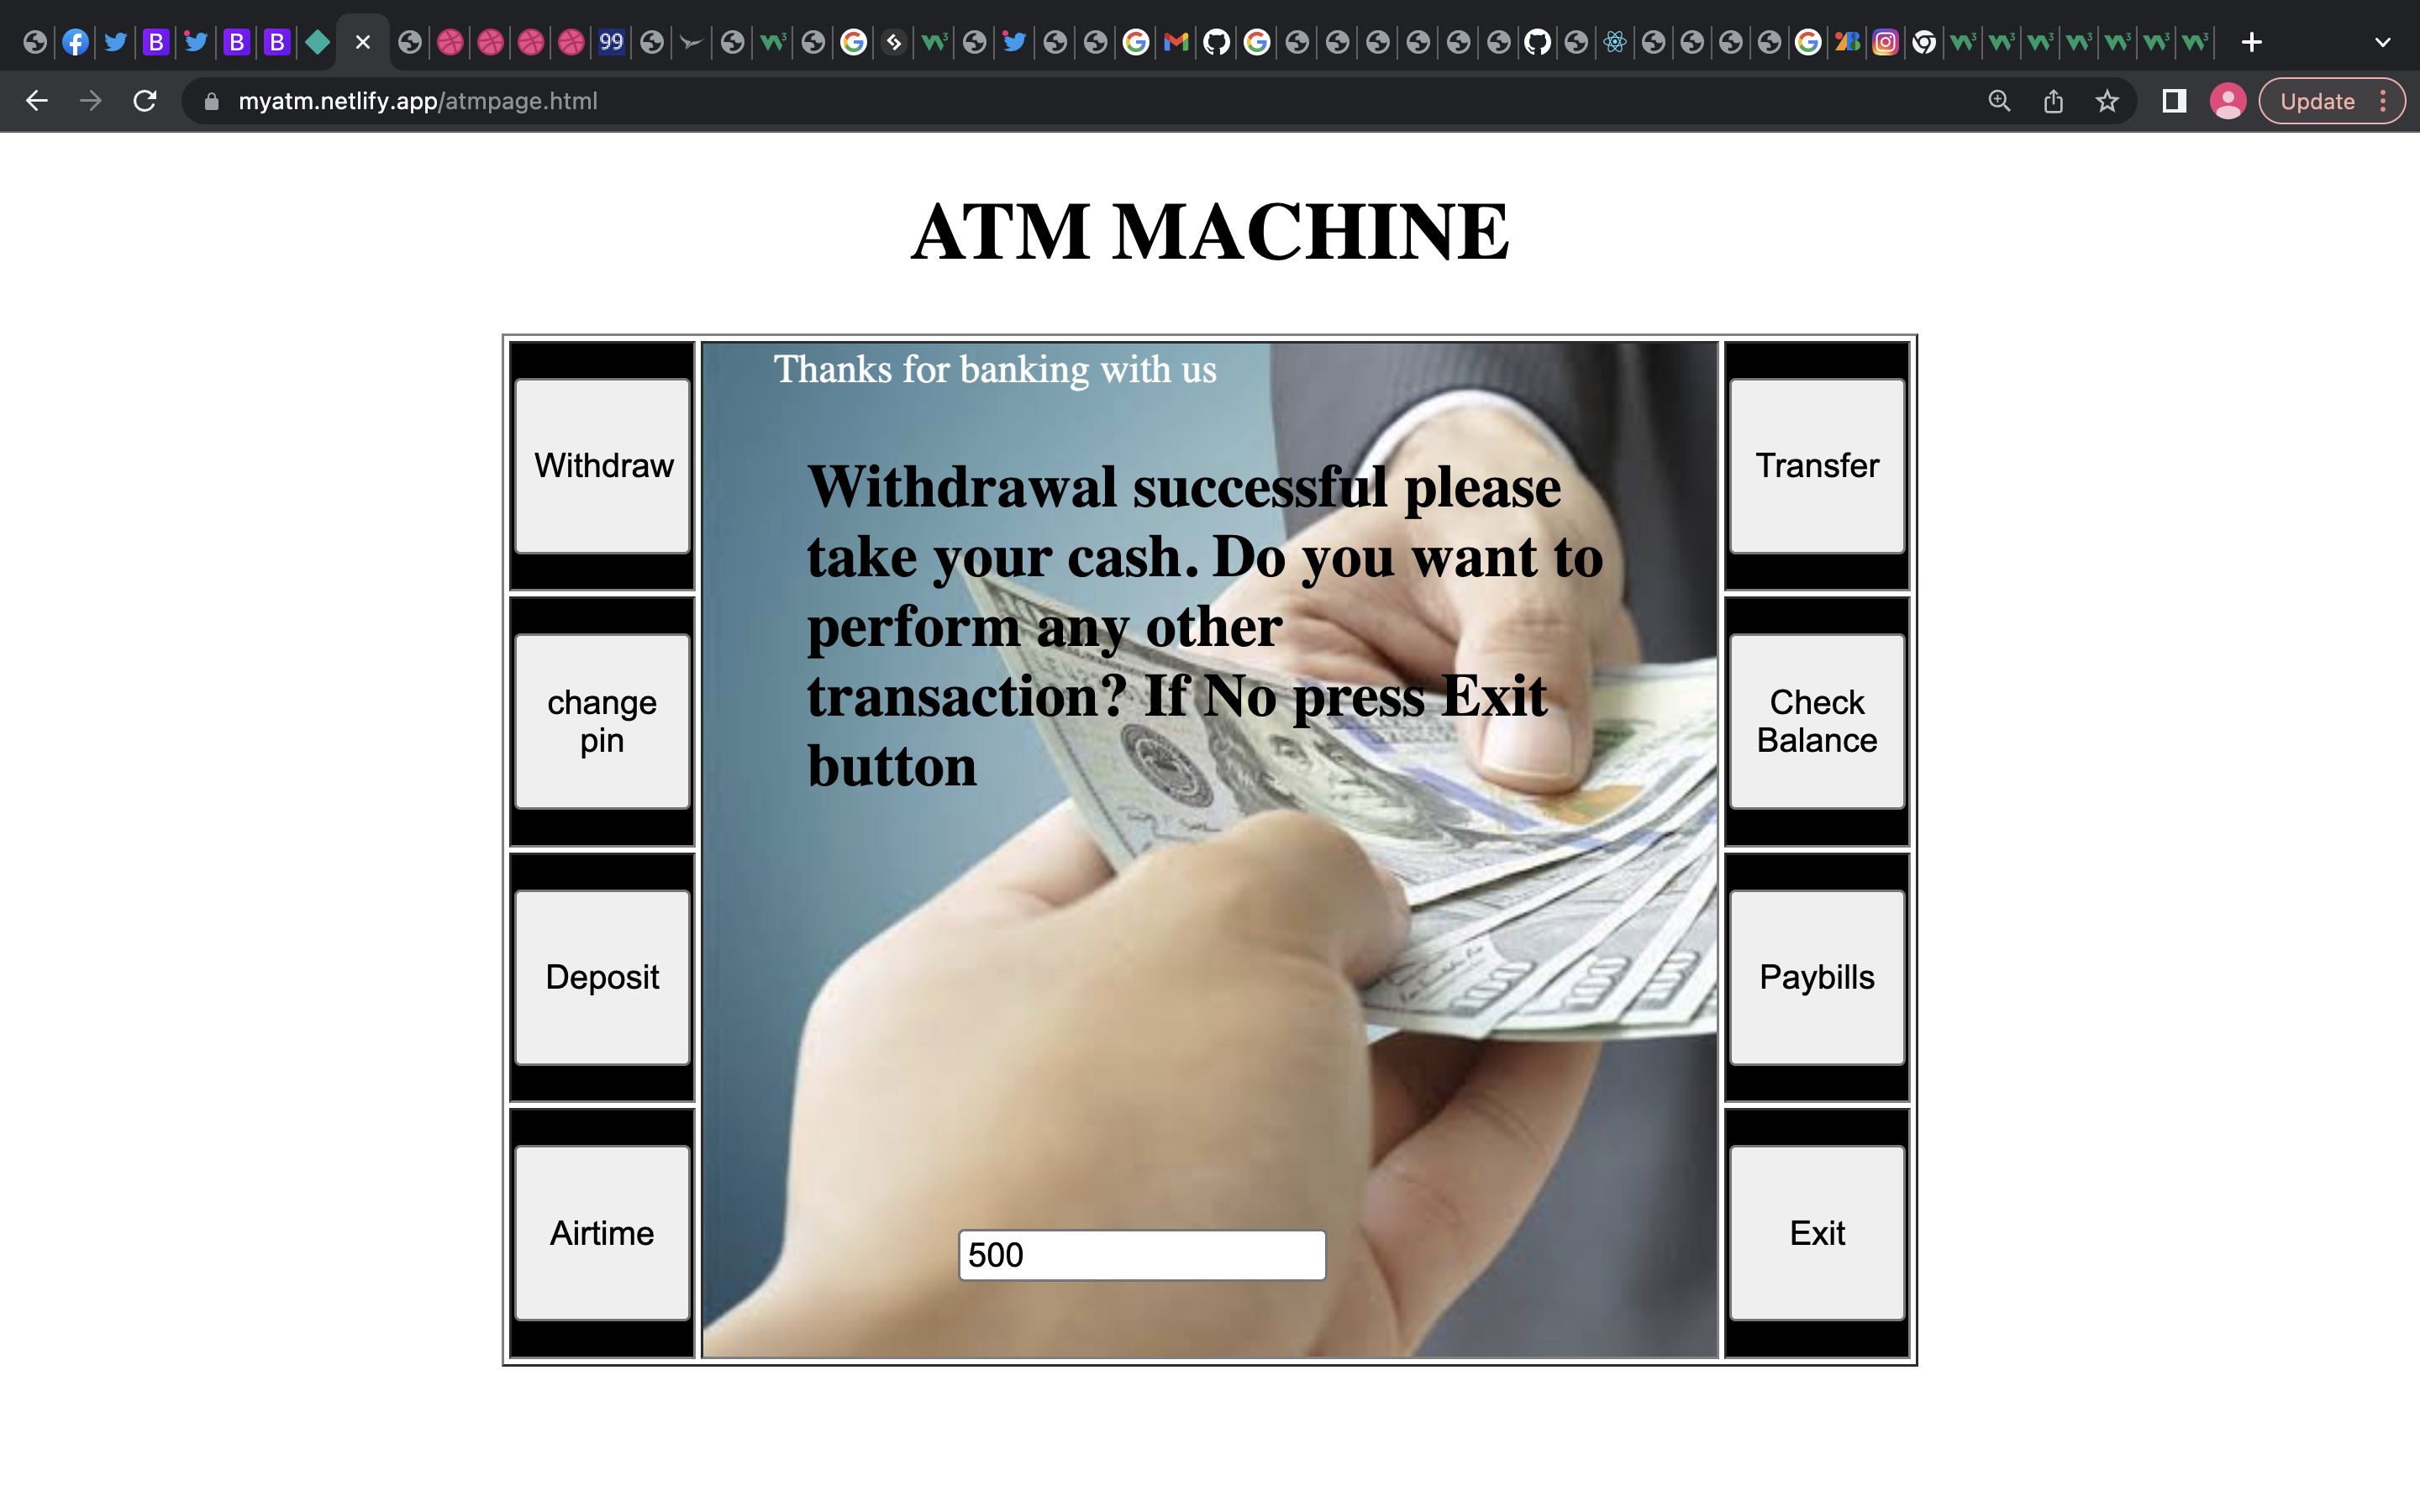 B
B
B
99
myatm.netlify.app/atmpage.html
Update
ATM MACHINE
Thanks for banking with us
Withdrawal successful please
take your cash. Do you want to
perform any other
transaction? If No press Exit
button
500
Withdraw
change
pin
Deposit
Airtime
Transfer
Check
Balance
Paybills
Exit